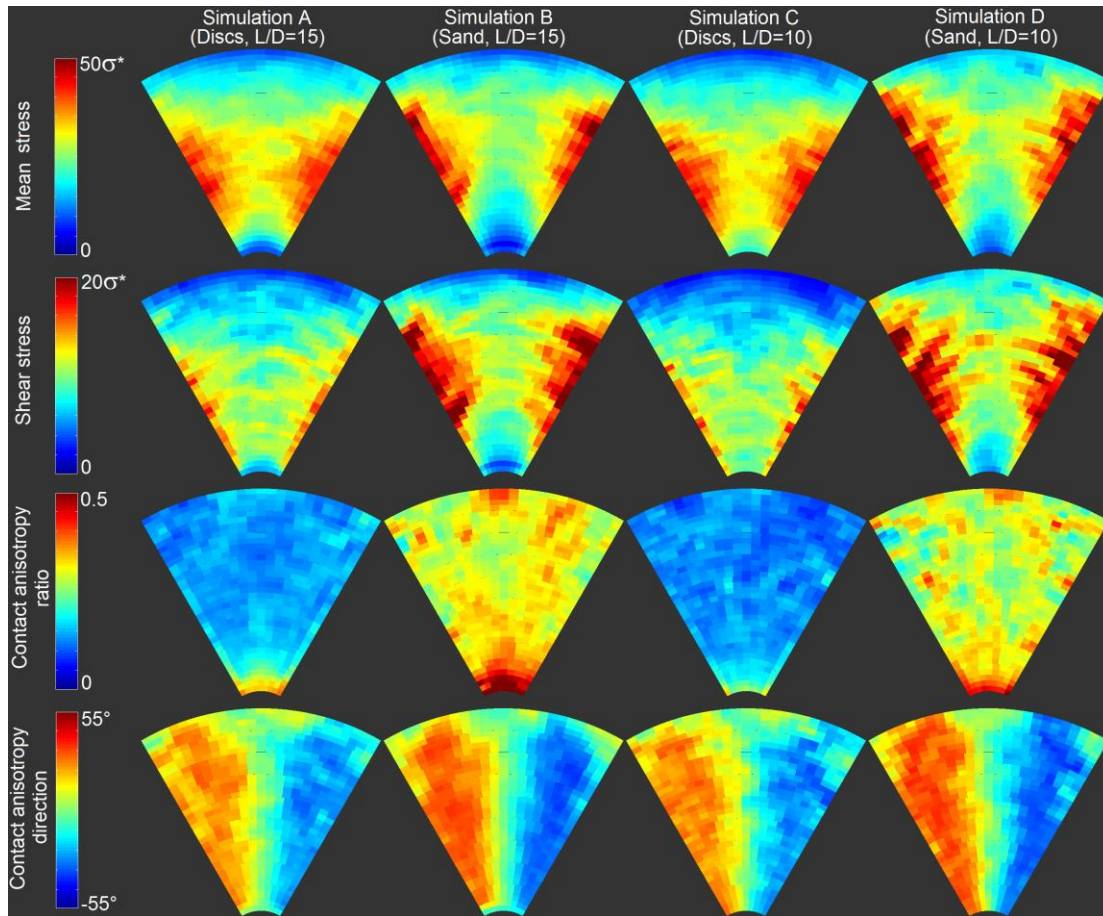 Simulation A
(Discs, L/D=15)
Simulation B
(Sand, L/D=15)
Simulation C
(Discs, L/D=10)
Simulation D
(Sand, L/D=10)
50σ*
Mean stress
0
20σ*
Shear stress
0
0.5
Contact anisotropy
ratio
0
55°
Contact anisotropy
direction
-55°